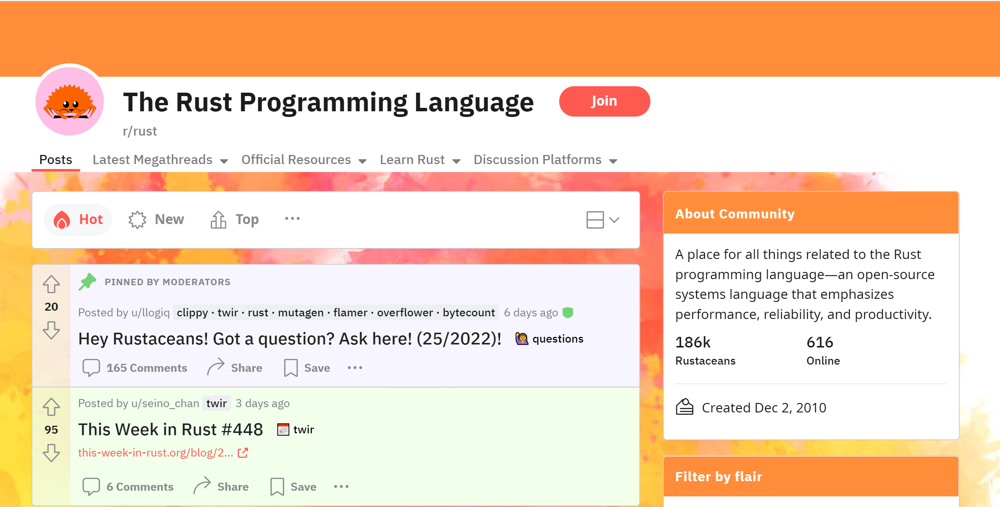 The Rust Programming Language
Join
r/rust
Posts Latest Megathreads Official Resources Learn Rust Discussion Platforms
Hot New Top
PINNED BY MODERATORS
20
Posted by u/llogiq clippy · twir · rust · mutagen · flamer · overflower · bytecount 6 days ago
Hey Rustaceans! Got a question? Ask here! (25/2022)! questions
165 Comments Share Save
Posted by u/seino_chan twir 3 days ago
95
This Week in Rust #448 twir
this-week-in-rust.org/blog/2...
6 Comments Share Save
About Community
A place for all things related to the Rust
programming language—an open-source
systems language that emphasizes
performance, reliability, and productivity.
186k 616
Rustaceans Online
Created Dec 2, 2010
Filter by flair